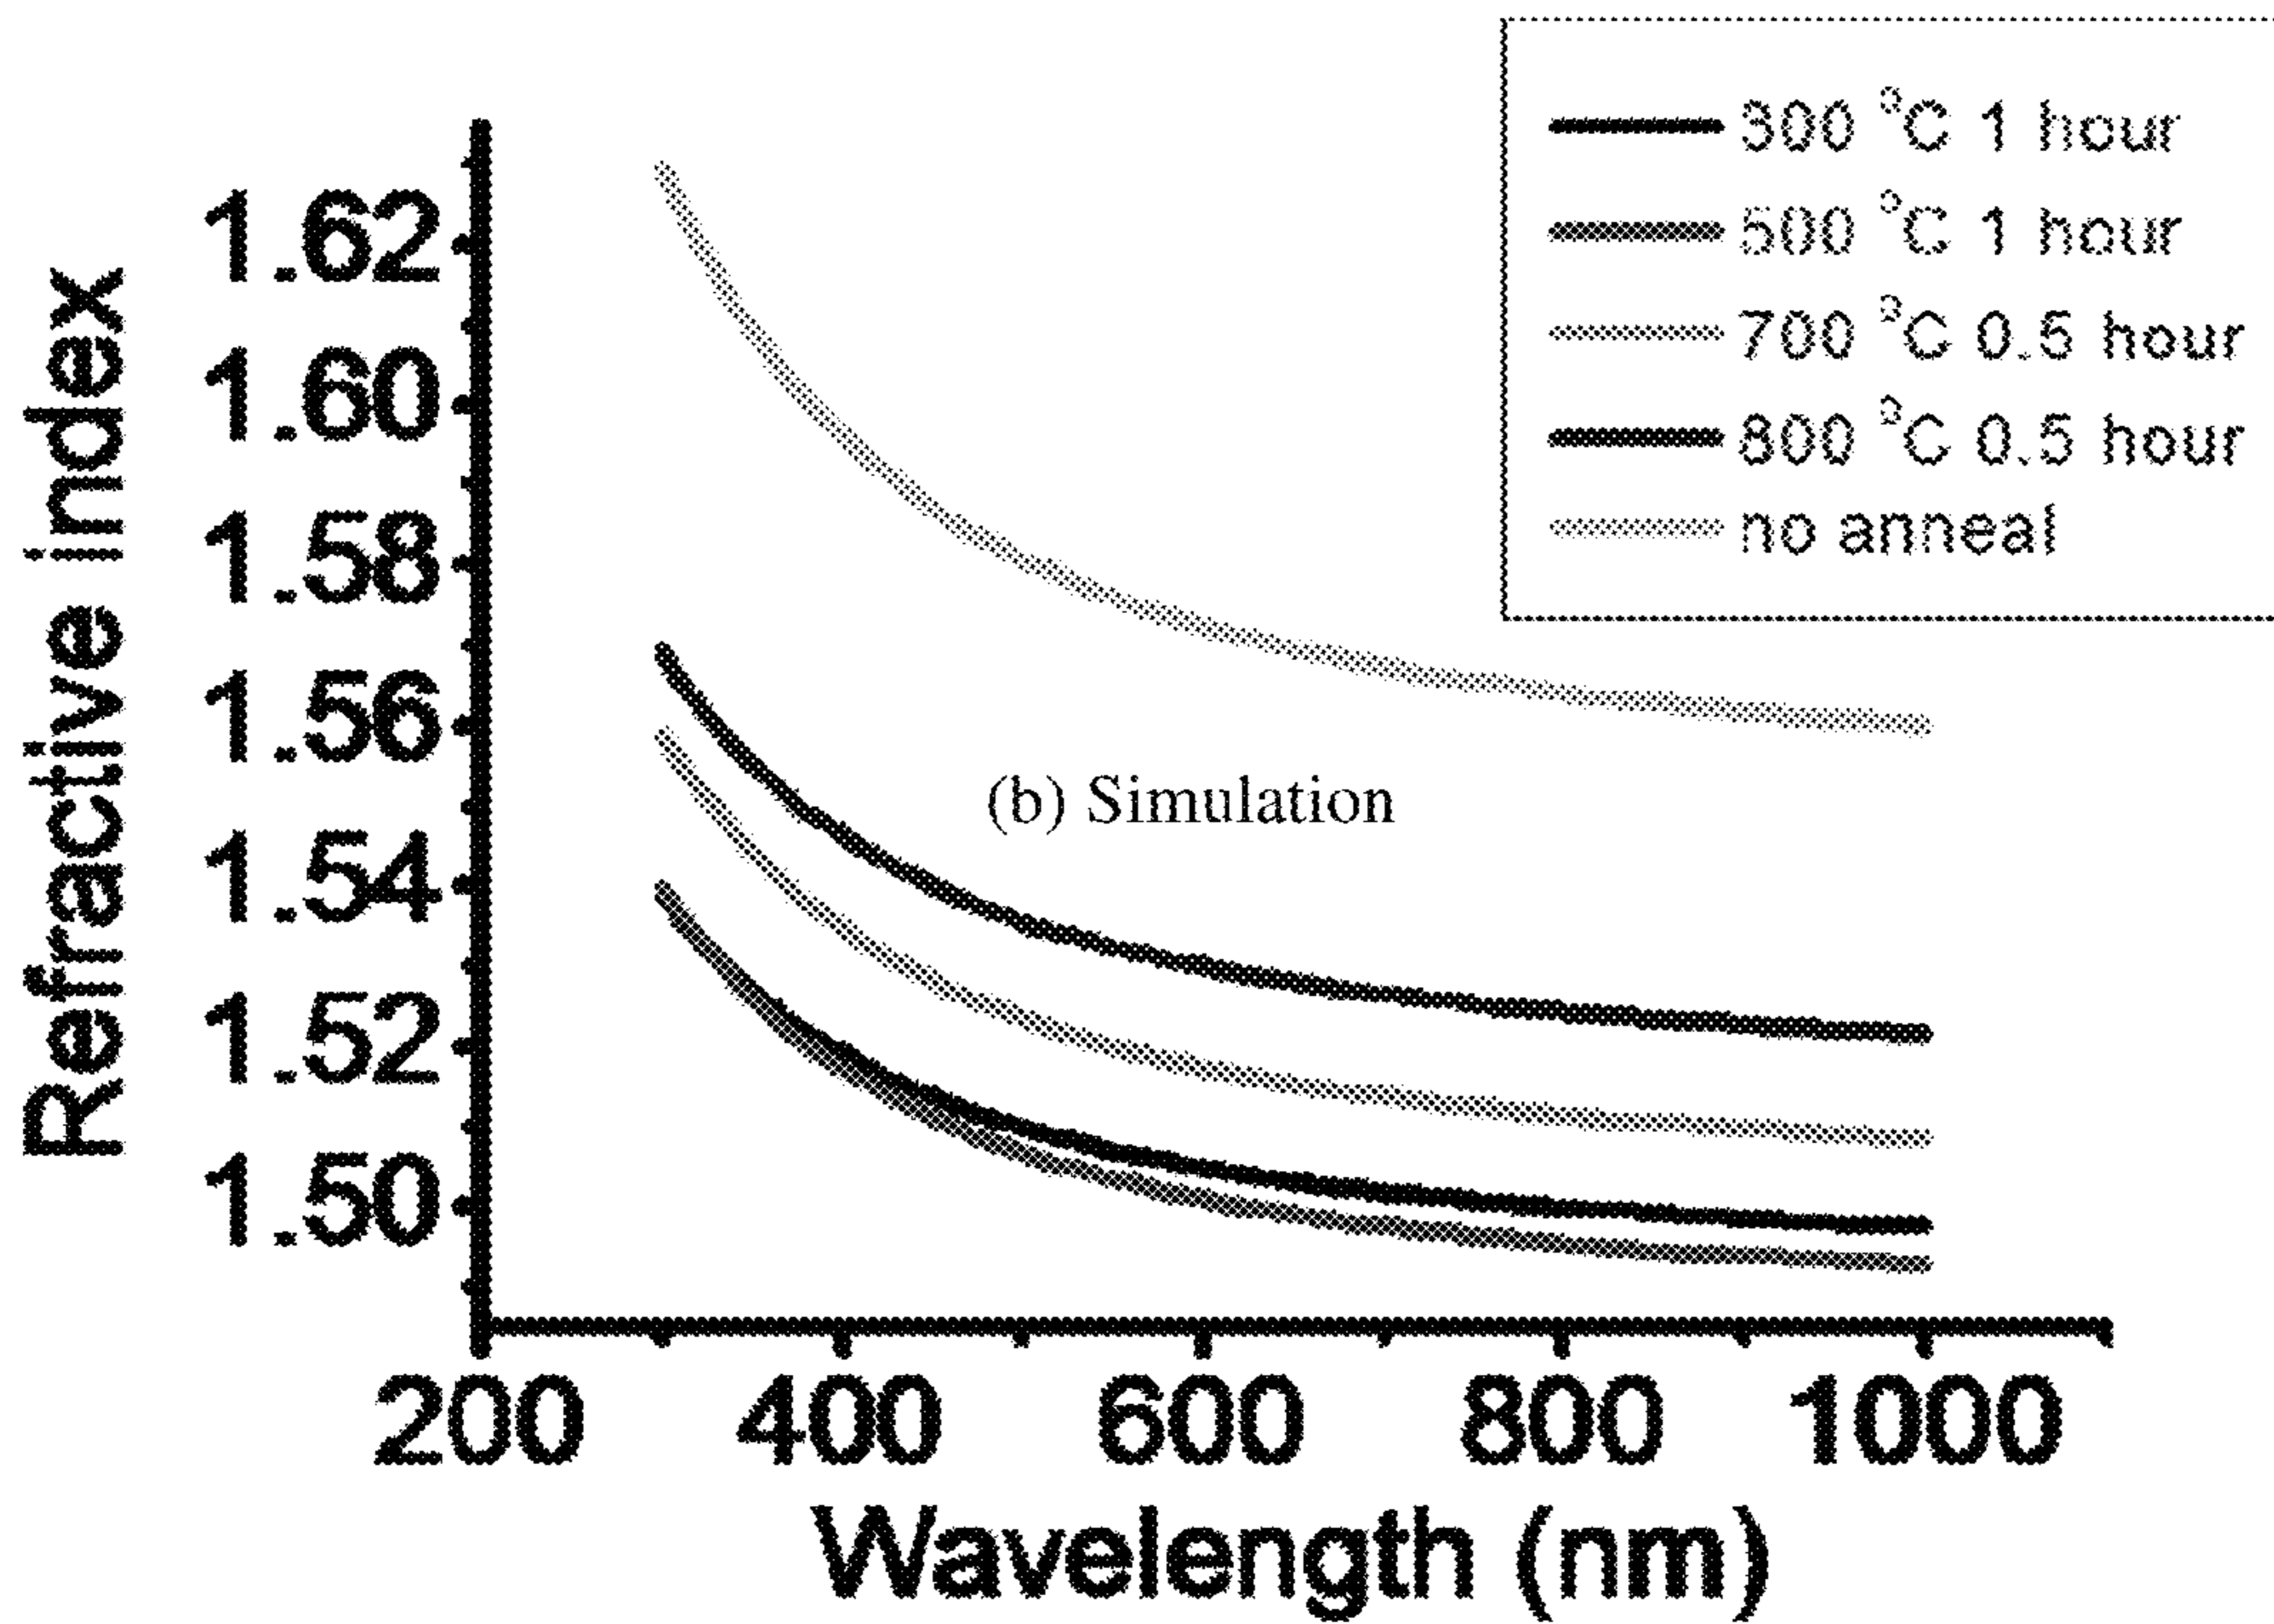 300 °C 1 hour
500 °C 1 hour
700 °C 0.5 hour
800 °C 0.5 hour
no anneal
Refractive index
1.62
1.60
1.58
1.56
1.54
1.52
1.50
(b) Simulation
200 400 600 800 1000
Wavelength (nm)